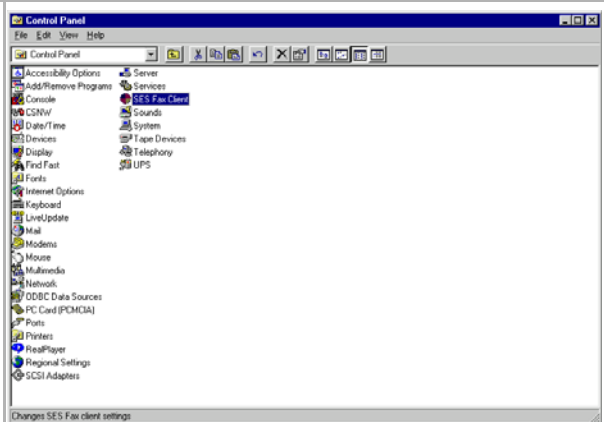 Control Panel
File Edit View Help
Control Panel
Accessibility Options
Add/Remove Programs
Console
CSNW
Date/Time
Devices
Display
Find Fast
Fonts
Internet Options
Keyboard
LiveUpdate
Mail
Modems
Mouse
Multimedia
Network
ODBC Data Sources
PC Card (PCMCIA)
Ports
Printers
RealPlayer
Regional Settings
SCSI Adapters
Server
Services
SES Fax Client
Sounds
System
Tape Devices
Telephony
UPS
Changes SES Fax client settings